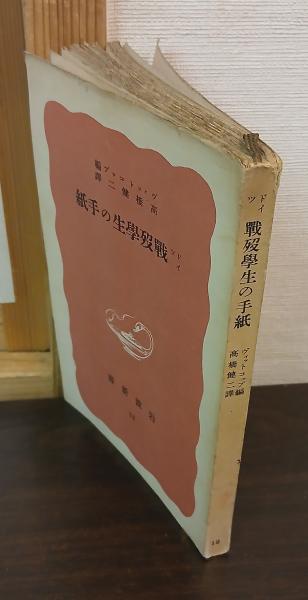 ドイツ
戰歿學生の手紙
ヴィットコップ編
高橋健二譯
岩波新書
ドイツ
戰歿學生の手紙
ヴィットコップ編
高橋健二譯